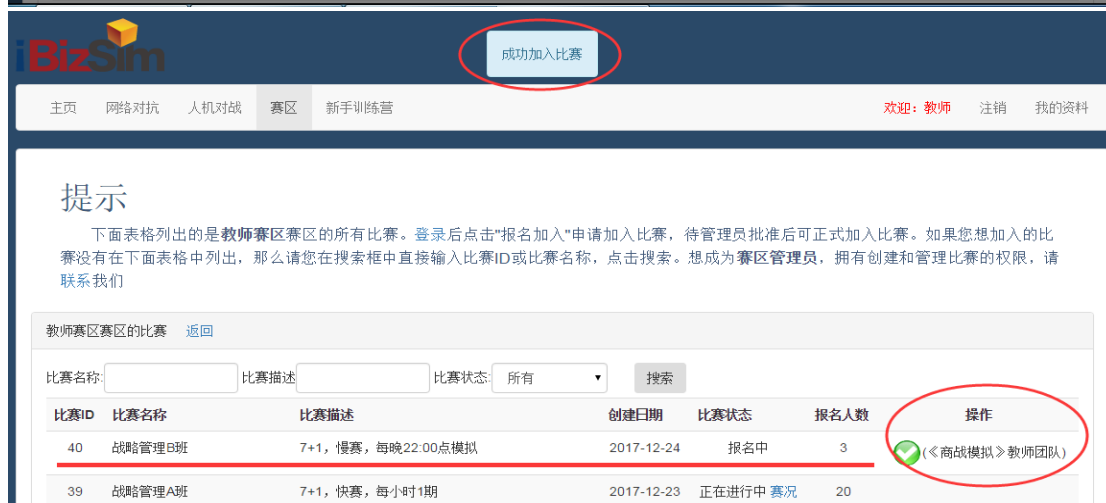 iBizSim
成功加入比赛
主页 网络对抗 人机对战 赛区 新手训练营 欢迎：教师 注销 我的资料
提示
下面表格列出的是教师赛区赛区的所有比赛。登录后点击"报名加入"申请加入比赛，待管理员批准后可正式加入比赛。如果您想加入的比
赛没有在下面表格中列出，那么请您在搜索框中直接输入比赛ID或比赛名称，点击搜索。想成为赛区管理员，拥有创建和管理比赛的权限，请
联系我们
教师赛区赛区的比赛 返回
比赛名称: 比赛描述 比赛状态: 所有 搜索
比赛ID 比赛名称 比赛描述 创建日期 比赛状态 报名人数 操作
40 战略管理B班 7+1，慢赛，每晚22:00点模拟 2017-12-24 报名中 3 (《商战模拟》教师团队)
39 战略管理A班 7+1，快赛，每小时1期 2017-12-23 正在进行中 赛况 20